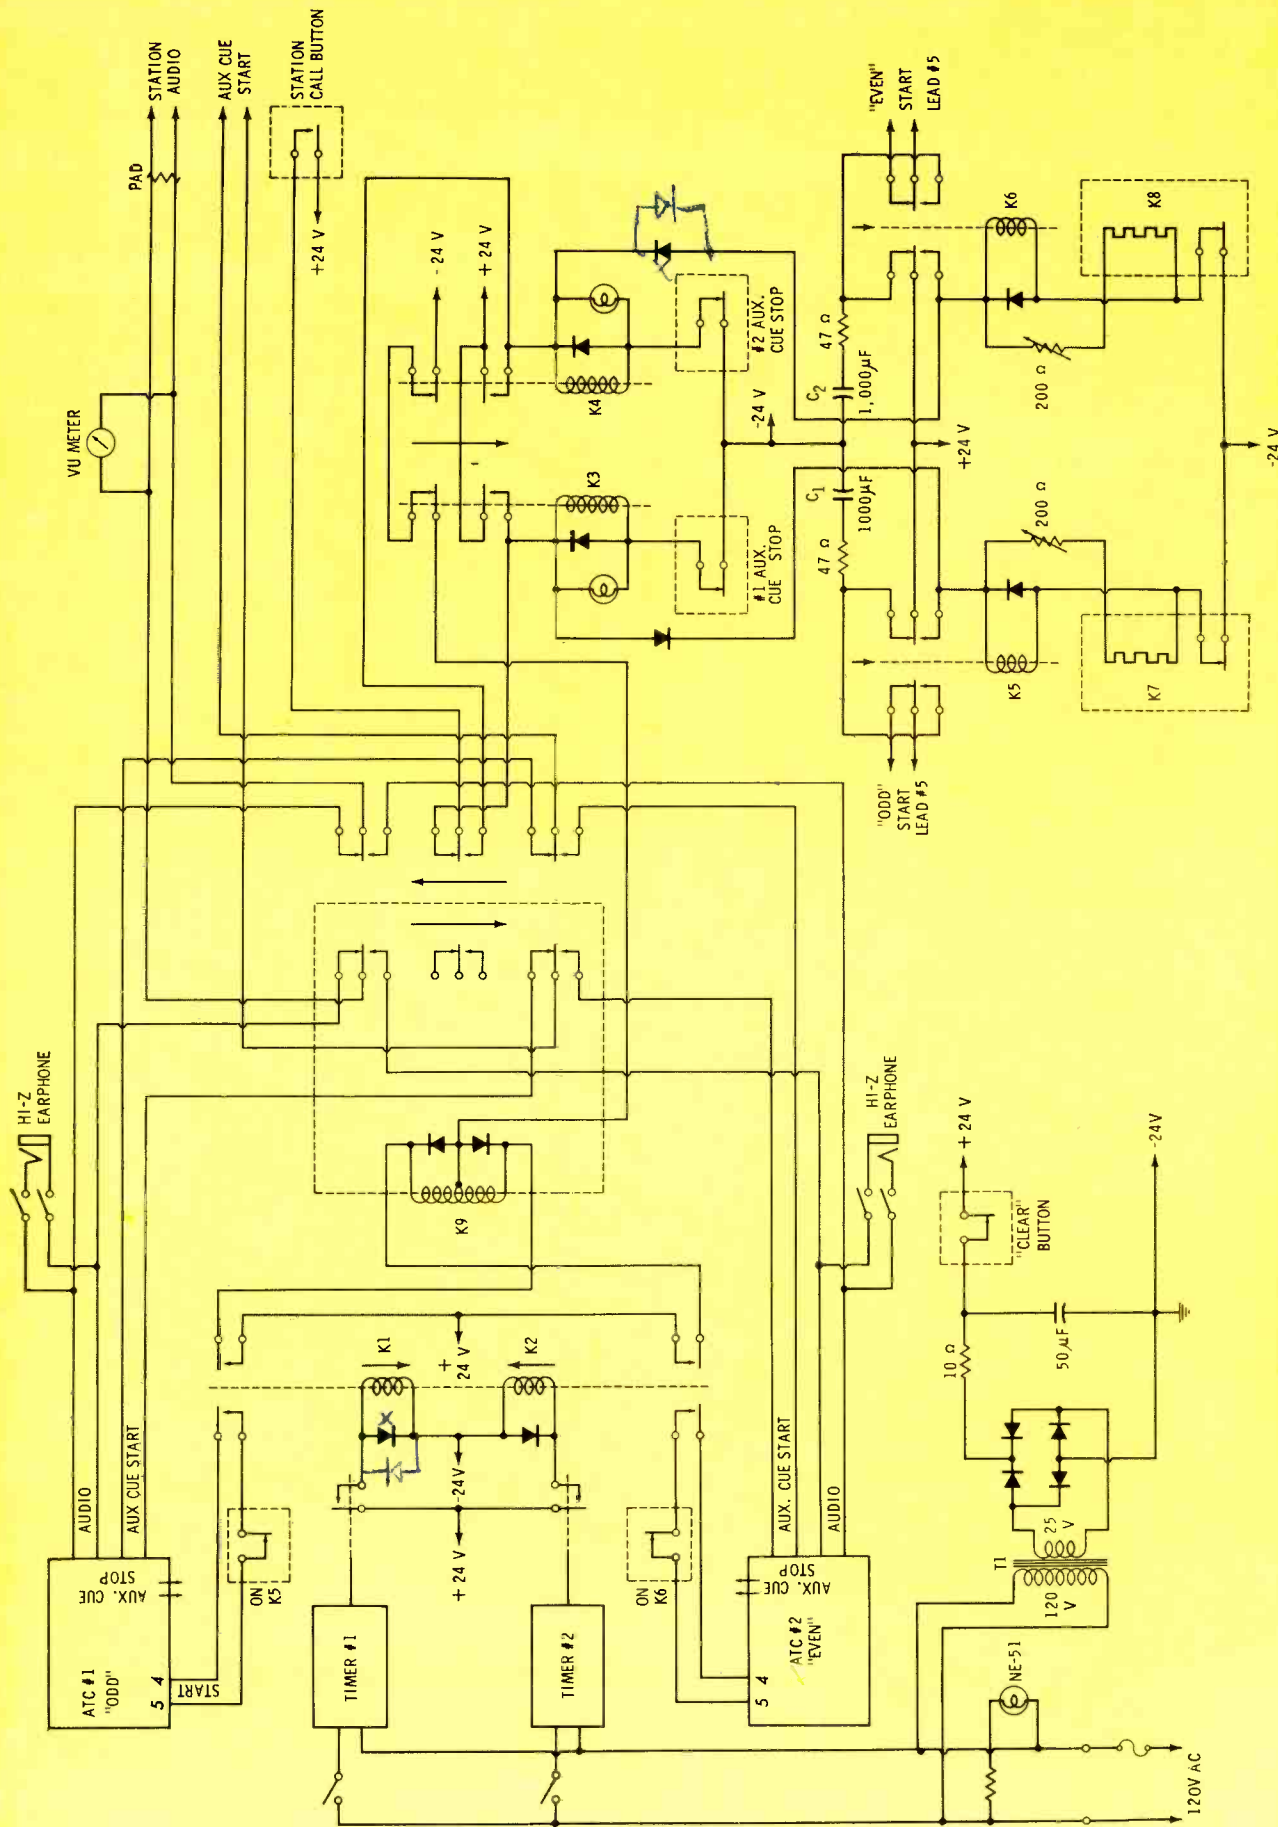 STATION
AUDIO
AUX CUE
START
STATION
CALL BUTTON
PAD
+24 V
VU METER
- 24 V
+ 24 V
K4
K3
#2 AUX.
CUE STOP
#1 AUX.
CUE STOP
-24 V
"EVEN"
START
LEAD #5
47 Ω
C2
1,000µF
C1
1000µF
47 Ω
+24 V
K6
K8
200 Ω
200 Ω
-24 V
K5
K7
"ODD"
START
LEAD #5
HI-Z
EARPHONE
K9
HI-Z
EARPHONE
+ 24 V
"CLEAR"
BUTTON
-24V
10 Ω
50µF
K1
+
24 V
K2
x
-24V
+ 24 V
AUDIO
AUX CUE START
AUX. CUE
STOP
ATC #1
"ODD"
5 4
START
ON
K5
TIMER #1
TIMER #2
ON
K6
AUX. CUE START
AUDIO
AUX. CUE
STOP
ATC #2
"EVEN"
5 4
T1
25
V
120
V
NE-51
120V AC